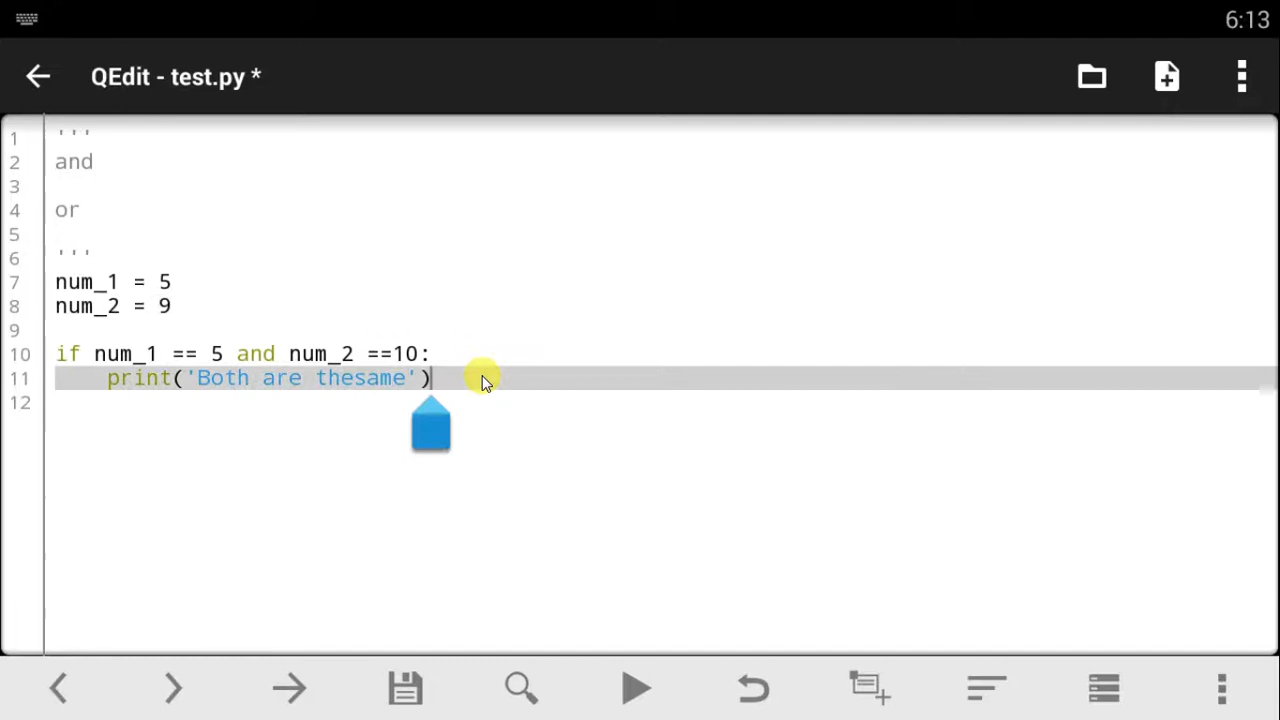 6:13
QEdit - test.py *
1 '''
2 and
3
4 or
5
6 '''
7 num_1 = 5
8 num_2 = 9
9
10 if num_1 == 5 and num_2 ==10:
11 print('Both are thesame')
12